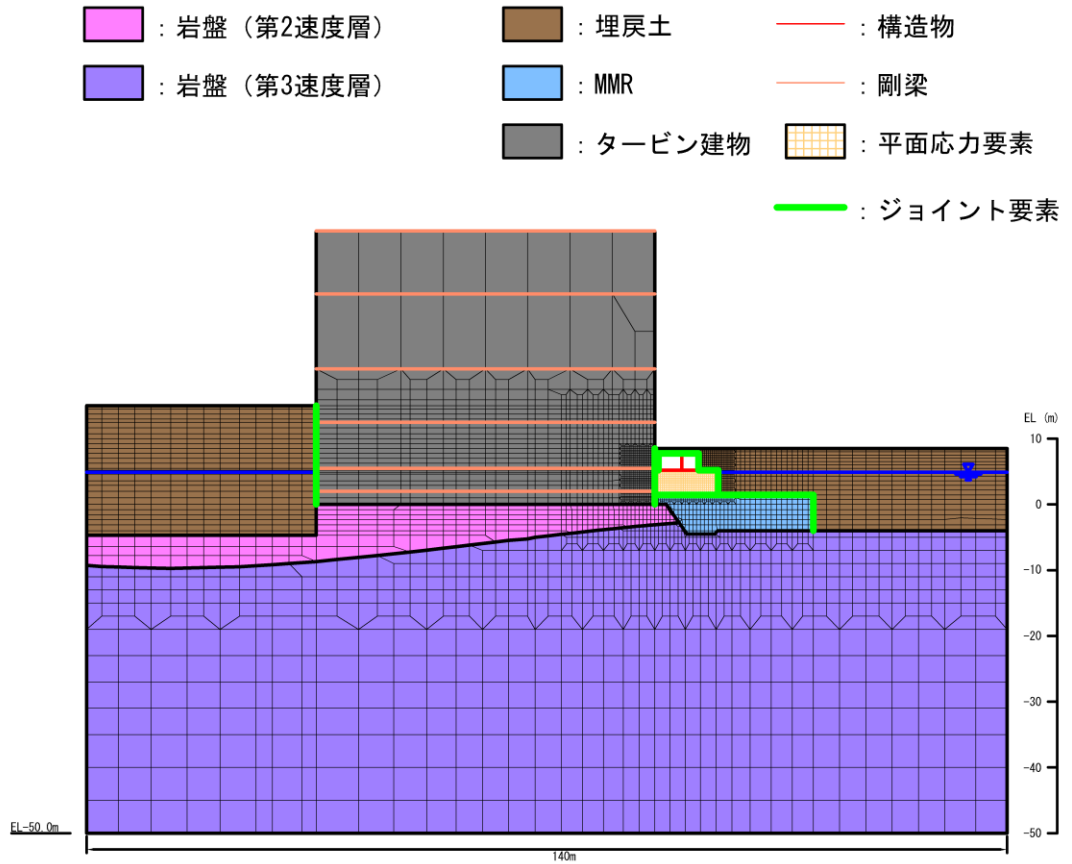 ：岩盤（第2速度層）
：埋戻土
：構造物
：岩盤（第3速度層）
：MMR
：剛梁
：タービン建物
：平面応力要素
：ジョイント要素
EL (m)
10
0
-10
-20
-30
-40
-50
EL-50.0m
140m